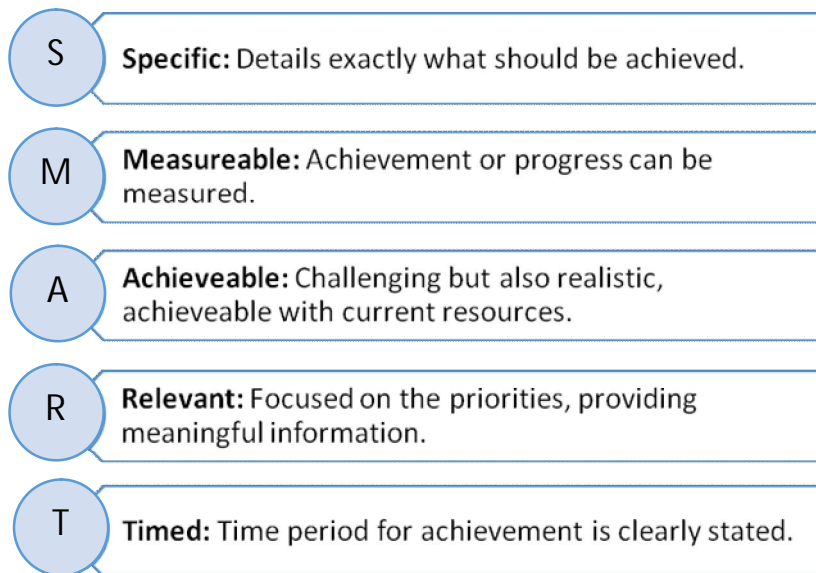 S
Specific: Details exactly what should be achieved.
M
Measureable: Achievement or progress can be
measured.
A
Achieveable: Challenging but also realistic,
achieveable with current resources.
R
Relevant: Focused on the priorities, providing
meaningful information.
T
Timed: Time period for achievement is clearly stated.